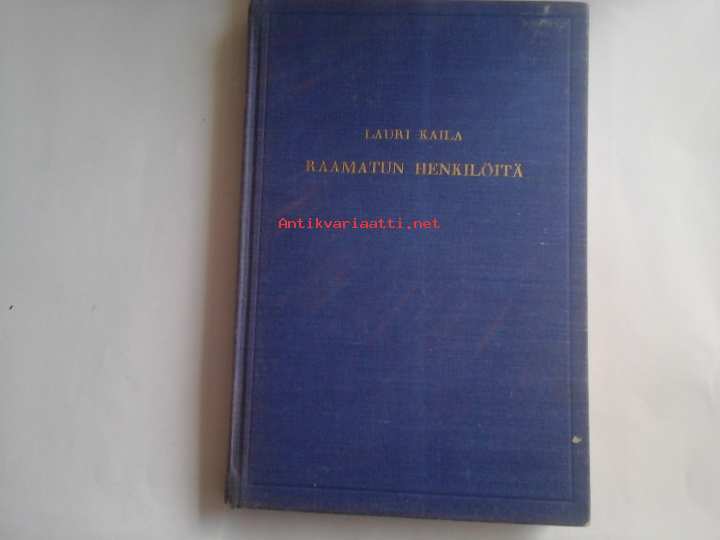 LAURI KAILA
RAAMATUN HENKILÖITÄ
Antikvariaatti.net